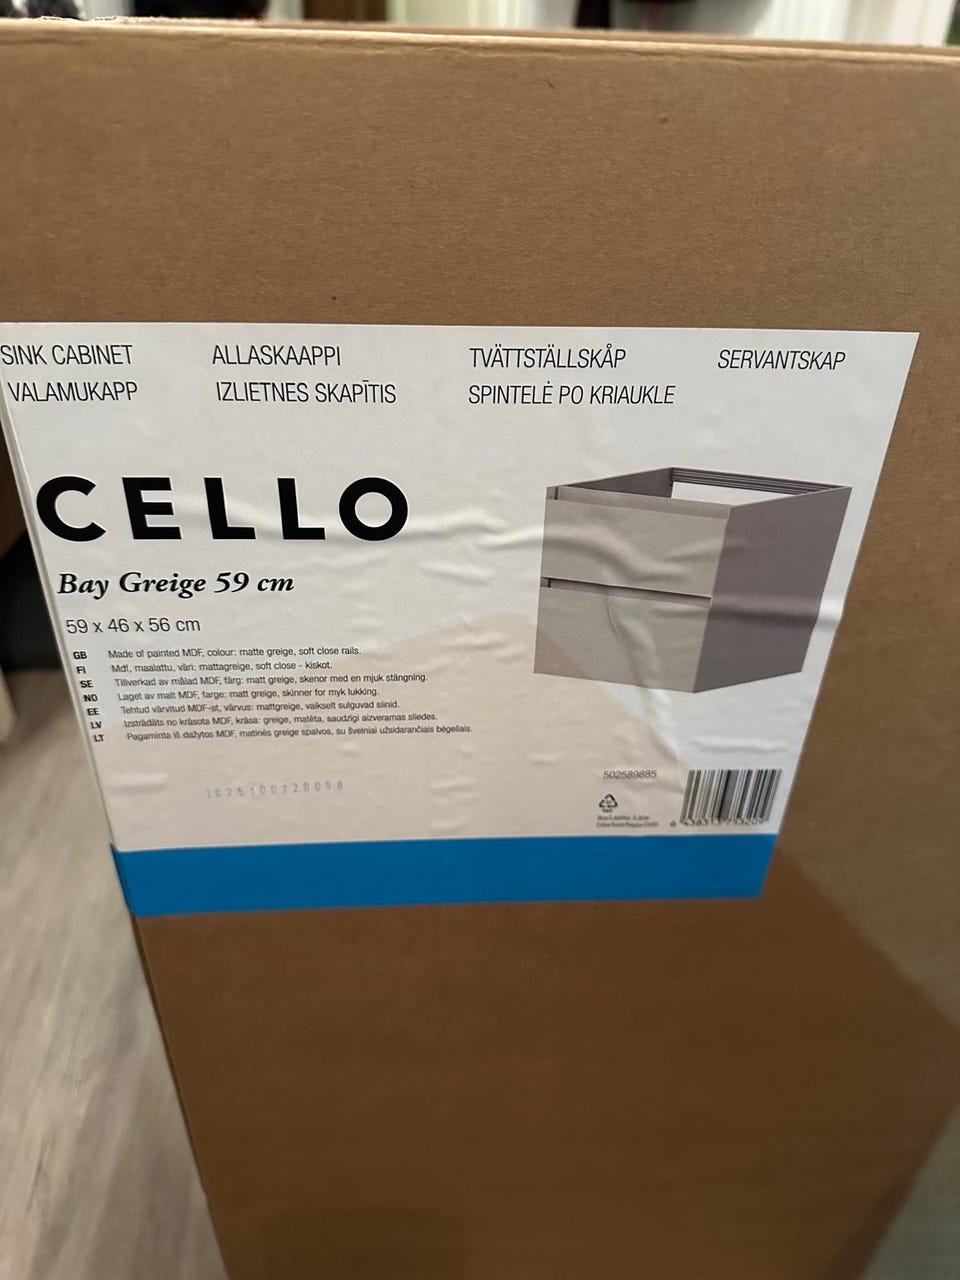 SINK CABINET ALLASKAAPPI TVÄTTSTÄLLSKÅP SERVANTSKAP
VALAMUKAPP IZLIETNES SKAPĪTIS SPINTELĖ PO KRIAUKLE
CELLO
Bay Greige 59 cm
59 x 46 x 56 cm
GB Made of painted MDF, colour: matte greige, soft close rails.
FI Mdf, maalattu, väri: mattagreige, soft close - kiskot.
SE Tillverkad av målad MDF, färg: matt greige, skenor med en mjuk stängning.
NO Laget av malt MDF, farge: matt greige, skinner for myk lukking.
EE Tehtud värvitud MDF-st, värvus: mattgreige, vaikselt sulguvad siinid.
LV Izstrādāts no krāsota MDF, krāsa: greige, matēta, saudzīgi aizveramas sliedes.
LT Pagaminta iš dažytos MDF, matinės greige spalvos, su švelniai užsidarančiais bėgeliais.
2025100720098
502589885